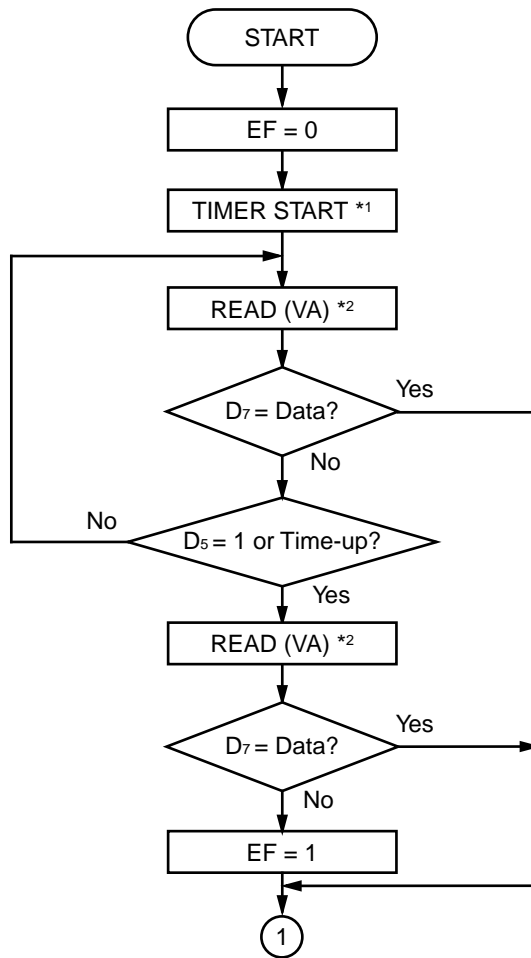 START
EF = 0
TIMER START *1
READ (VA) *2
D7 = Data?
Yes
No
D5 = 1 or Time-up?
No
Yes
READ (VA) *2
D7 = Data?
Yes
No
EF = 1
1